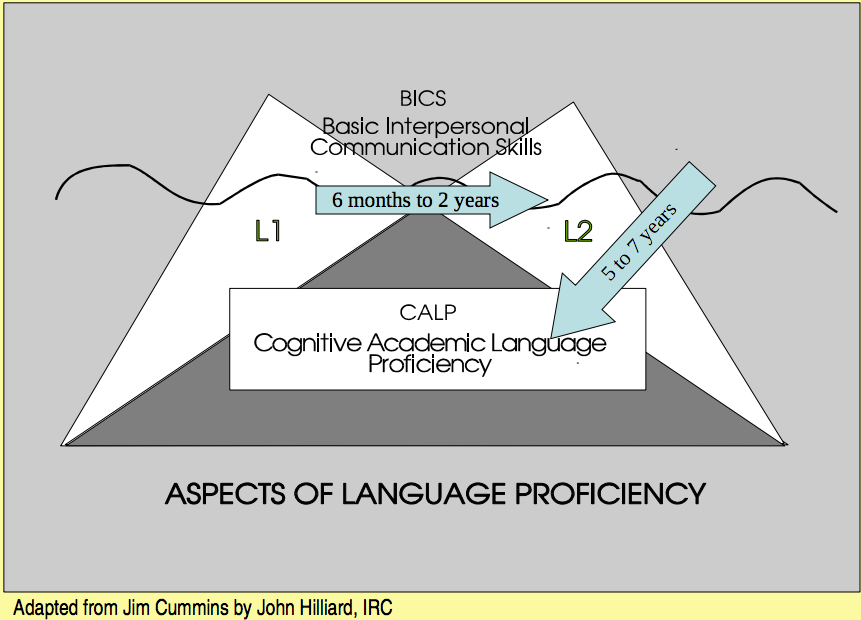 BICS
Basic Interpersonal
Communication Skills
6 months to 2 years
L1
L2
5 to 7 years
CALP
Cognitive Academic Language
Proficiency
ASPECTS OF LANGUAGE PROFICIENCY
Adapted from Jim Cummins by John Hilliard, IRC